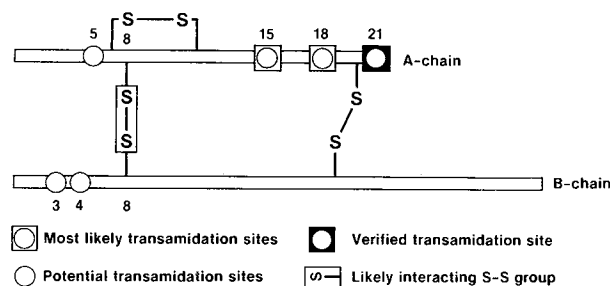 S S
5 8 15 18 21
A-chain
S S
S S
B-chain
3 4 8
Most likely transamidation sites
Verified transamidation site
Potential transamidation sites
S Likely interacting S-S group